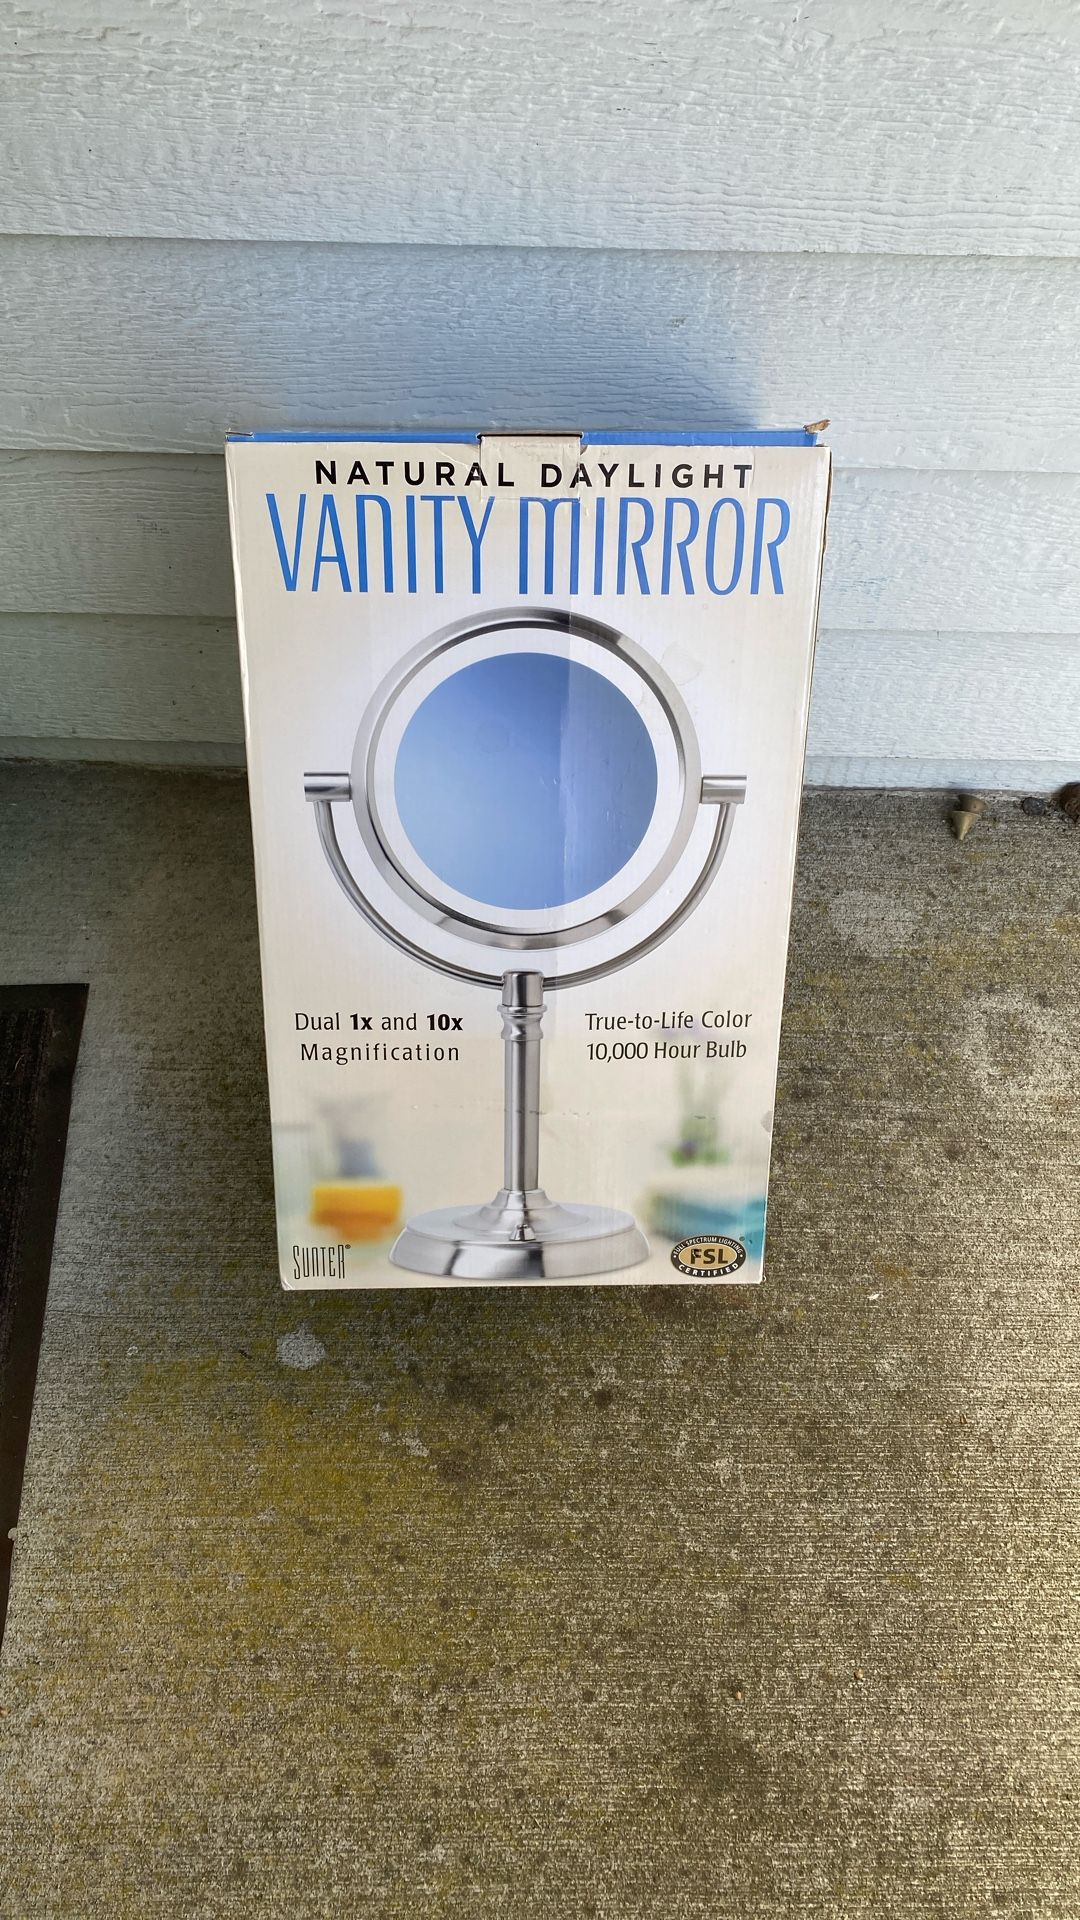 NATURAL DAYLIGHT
VANITY MIRROR
Dual 1x and 10x
Magnification
True-to-Life Color
10,000 Hour Bulb
SUNTER®
FULL SPECTRUM LIGHTING
FSL
CERTIFIED